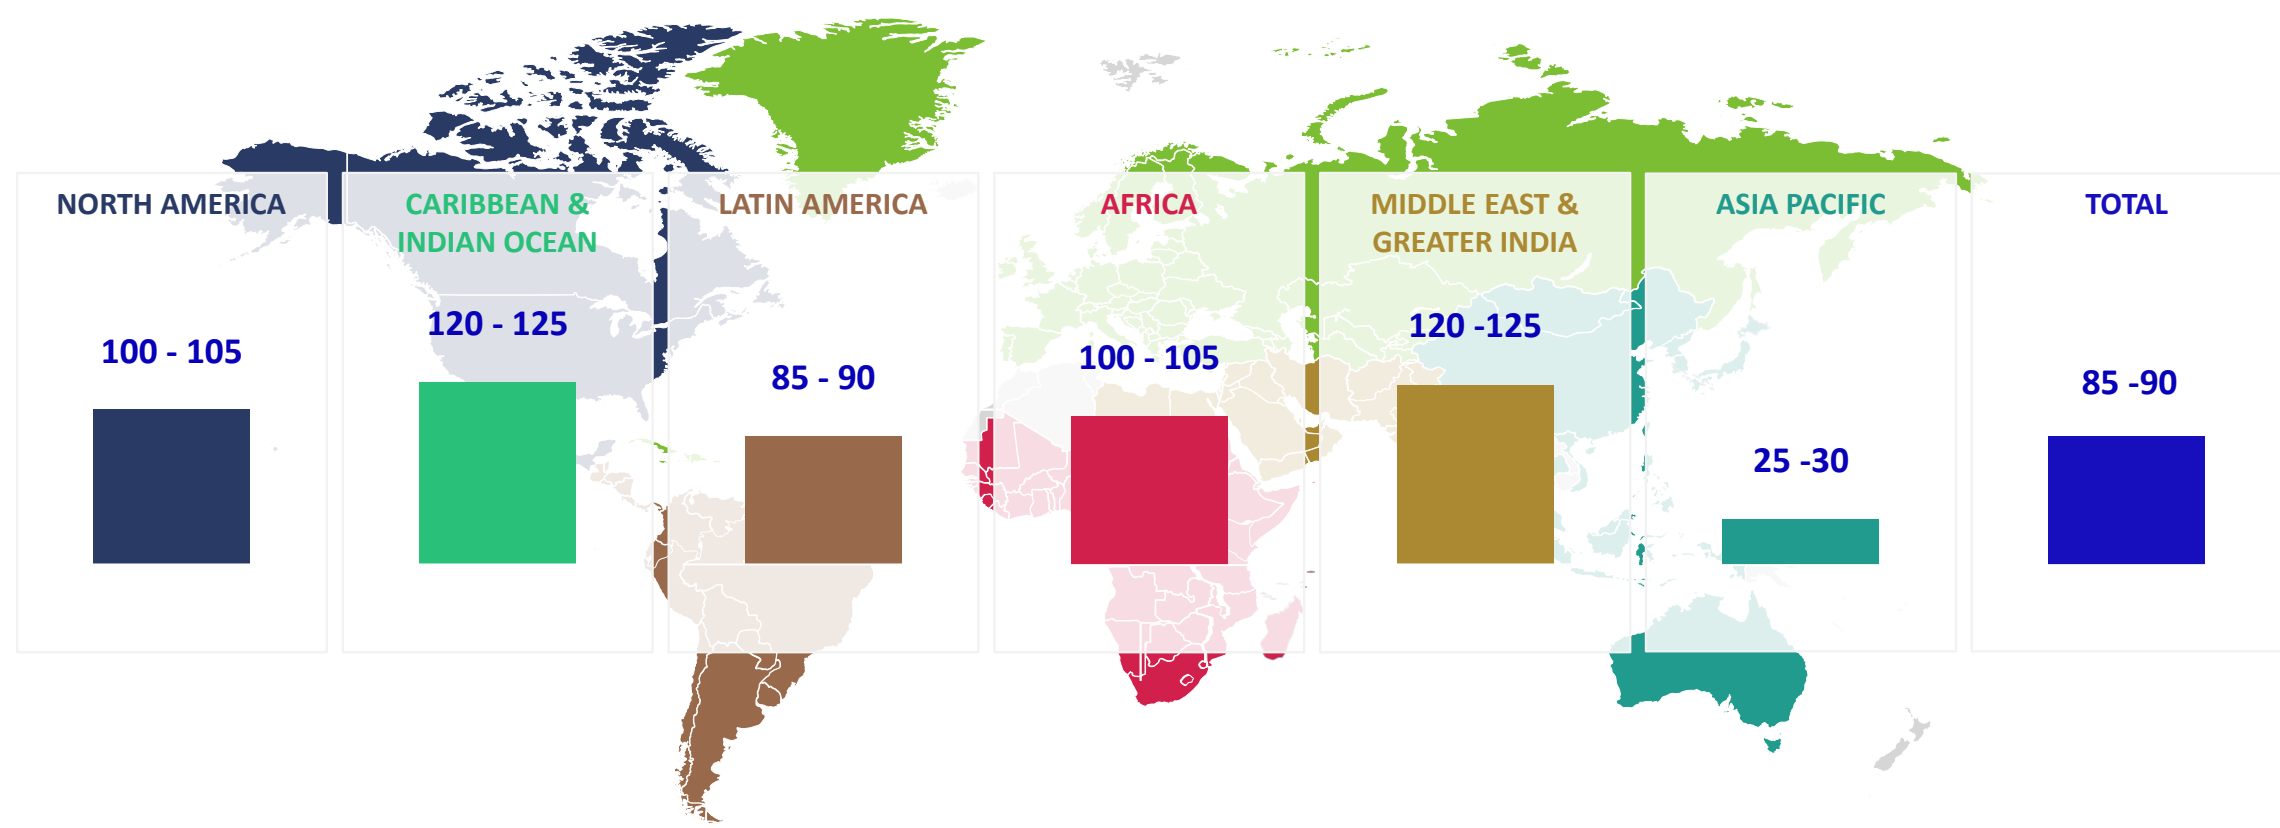 NORTH AMERICA
100 - 105
CARIBBEAN &
INDIAN OCEAN
120 - 125
LATIN AMERICA
85 - 90
AFRICA
100 - 105
MIDDLE EAST &
GREATER INDIA
120 -125
ASIA PACIFIC
25 -30
TOTAL
85 -90